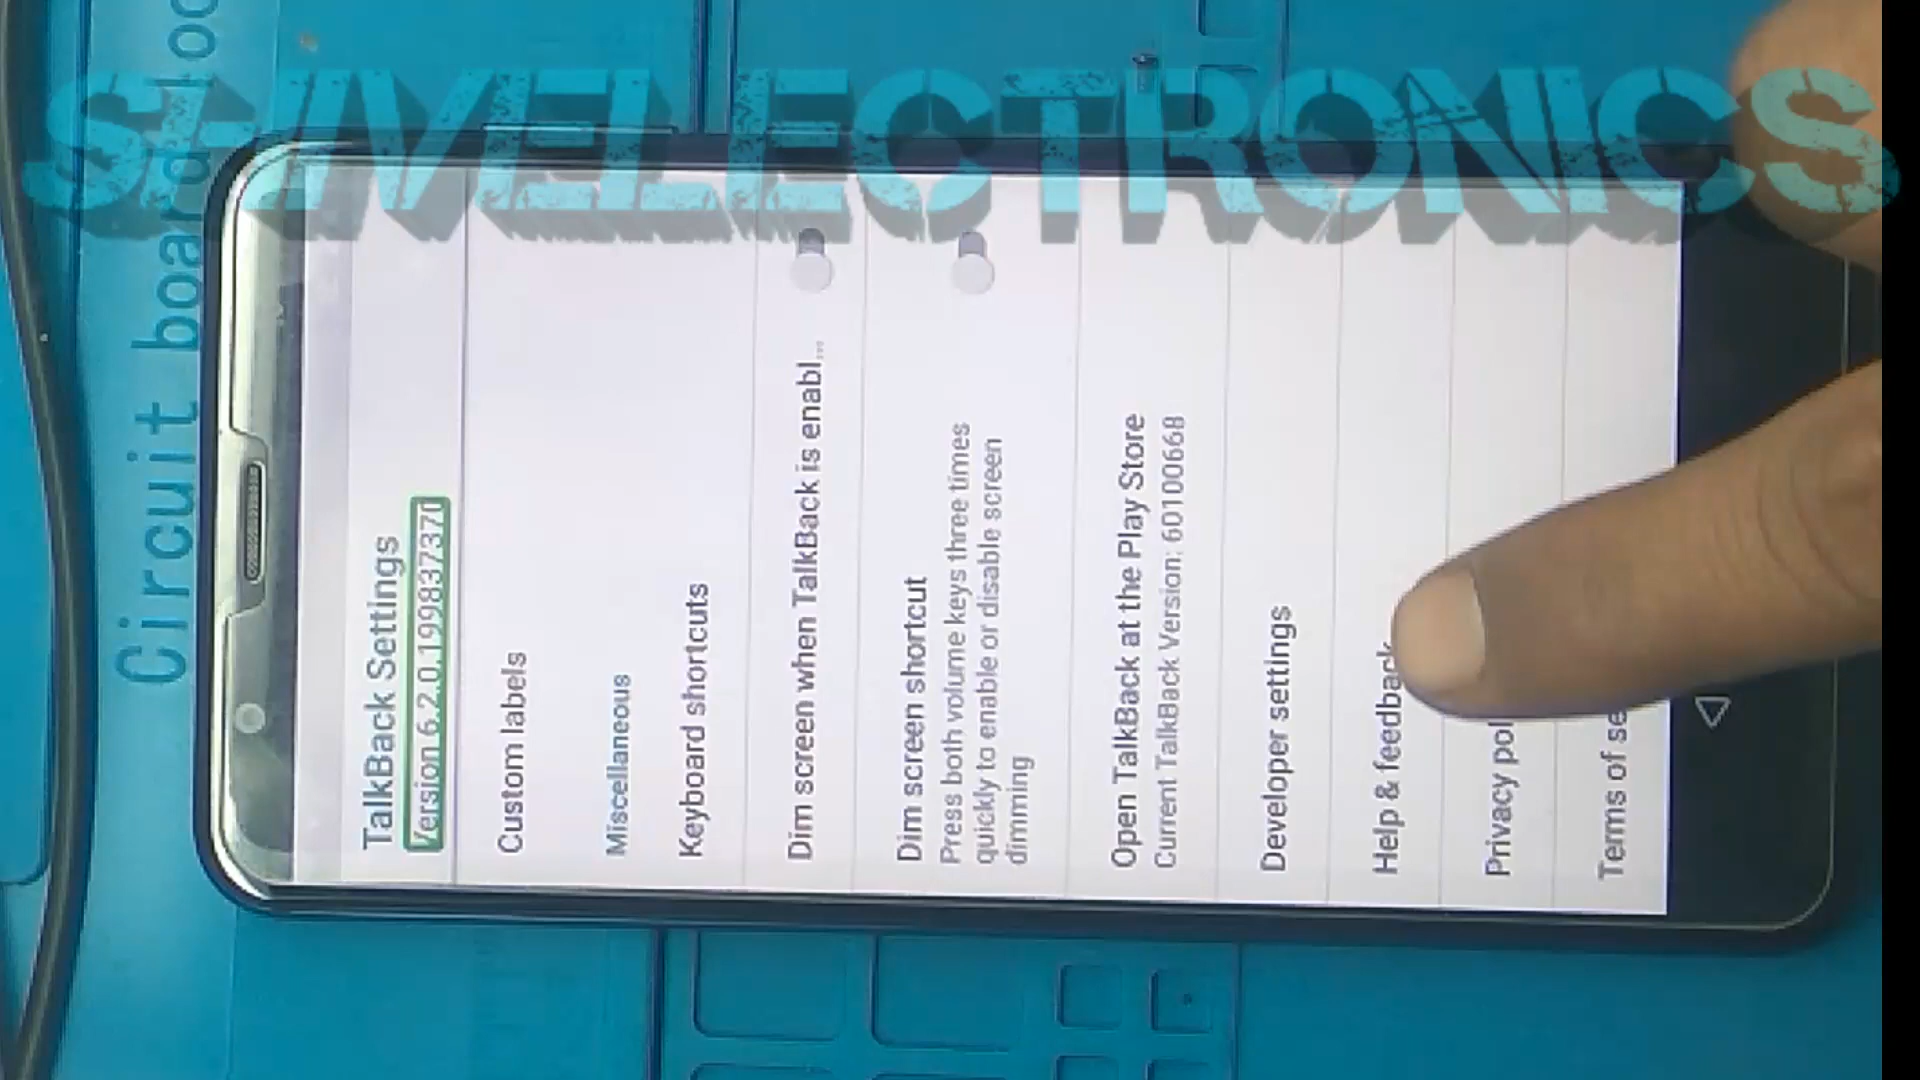 SHIVELECTRONICS
Circuit board loc
TalkBack Settings
Version 6.2.0.199837370
Custom labels
Miscellaneous
Keyboard shortcuts
Dim screen when TalkBack is enabl...
Dim screen shortcut
Press both volume keys three times
quickly to enable or disable screen
dimming
Open TalkBack at the Play Store
Current TalkBack Version: 60100668
Developer settings
Help & feedback
Privacy pol
Terms of se